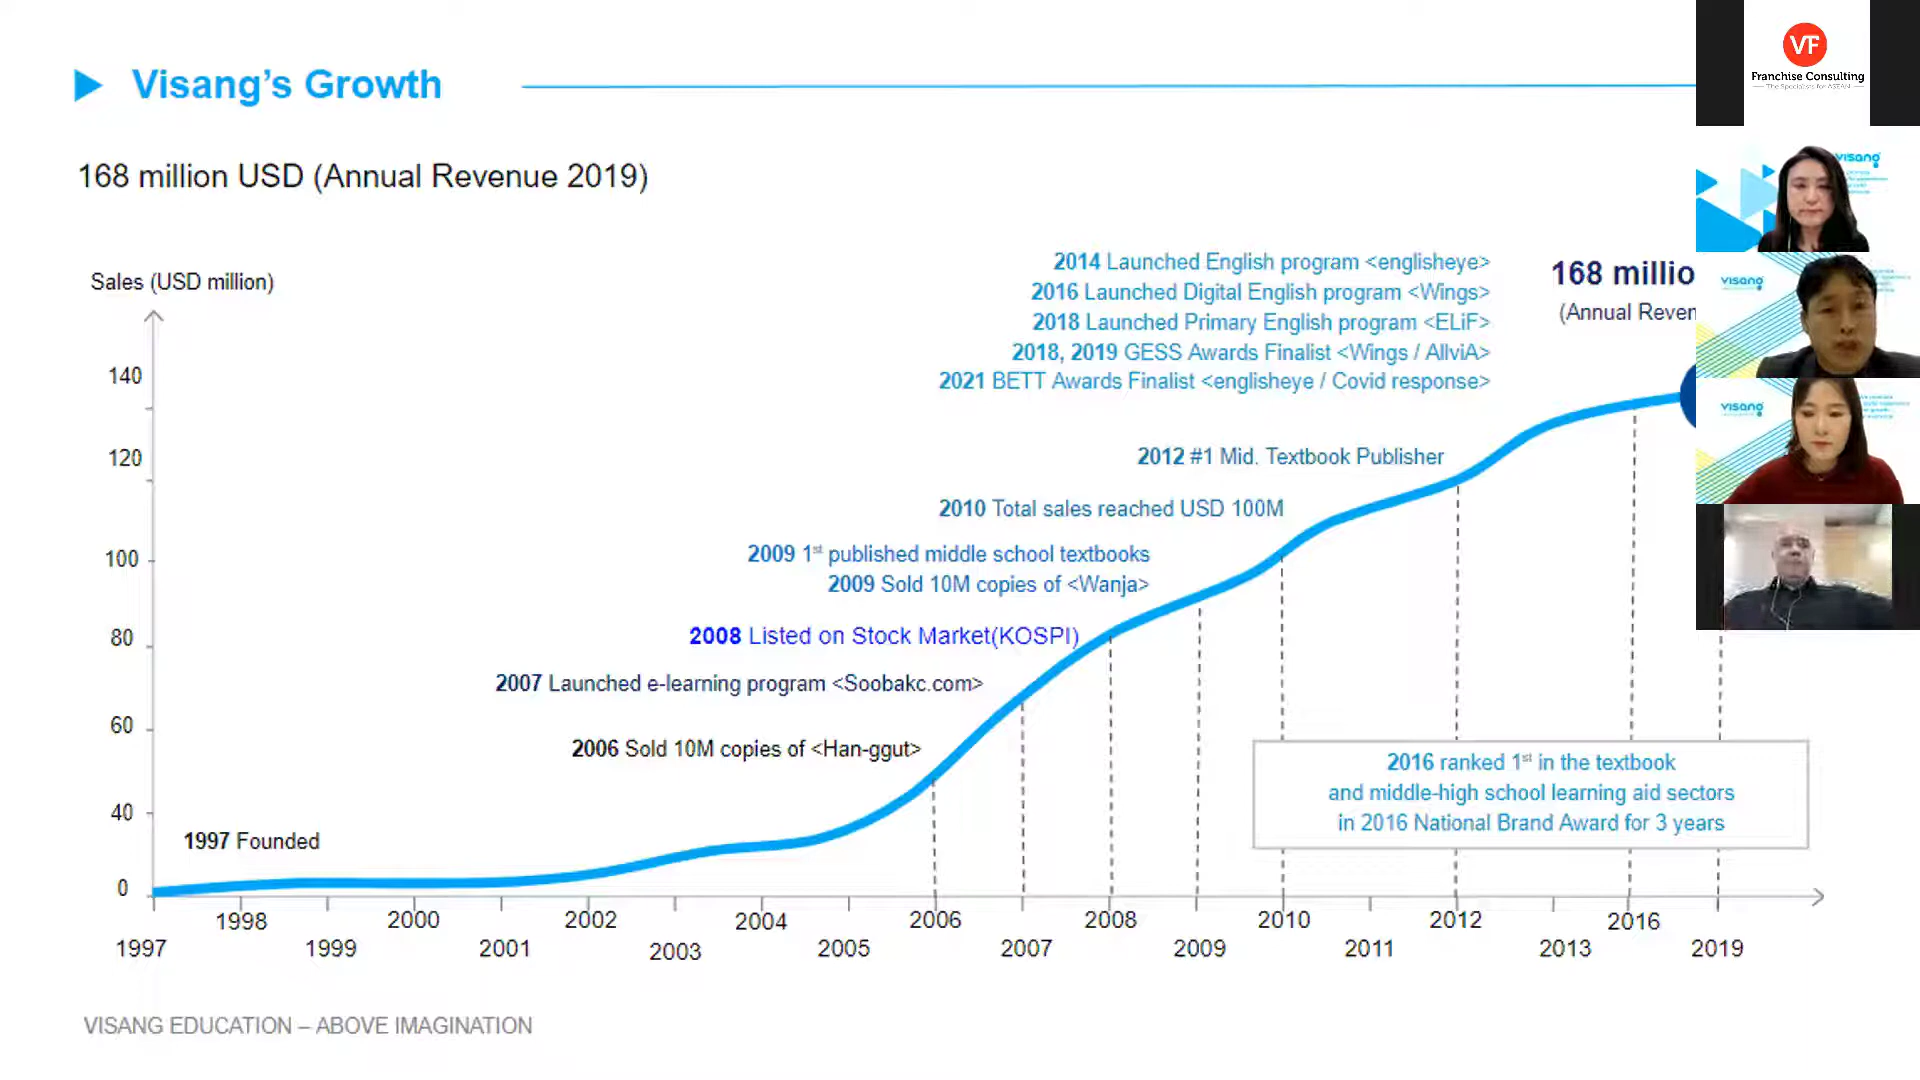 Visang's Growth
168 million USD (Annual Revenue 2019)
VF
Franchise Consulting
The Specialists for ASEAN
visang
visang
visang
Sales (USD million)
2014 Launched English program <englisheye>
2016 Launched Digital English program <Wings>
2018 Launched Primary English program <ELiF>
2018, 2019 GESS Awards Finalist <Wings / AllviA>
2021 BETT Awards Finalist <englisheye / Covid response>
168 millio
(Annual Reven
2012 #1 Mid. Textbook Publisher
2010 Total sales reached USD 100M
2009 1st published middle school textbooks
2009 Sold 10M copies of <Wanja>
2008 Listed on Stock Market(KOSPI)
2007 Launched e-learning program <Soobakc.com>
2006 Sold 10M copies of <Han-ggut>
1997 Founded
2016 ranked 1st in the textbook
and middle-high school learning aid sectors
in 2016 National Brand Award for 3 years
140
120
100
80
60
40
0
1998 2000 2002 2004 2006 2008 2010 2012 2016
1997 1999 2001 2003 2005 2007 2009 2011 2013 2019
VISANG EDUCATION – ABOVE IMAGINATION